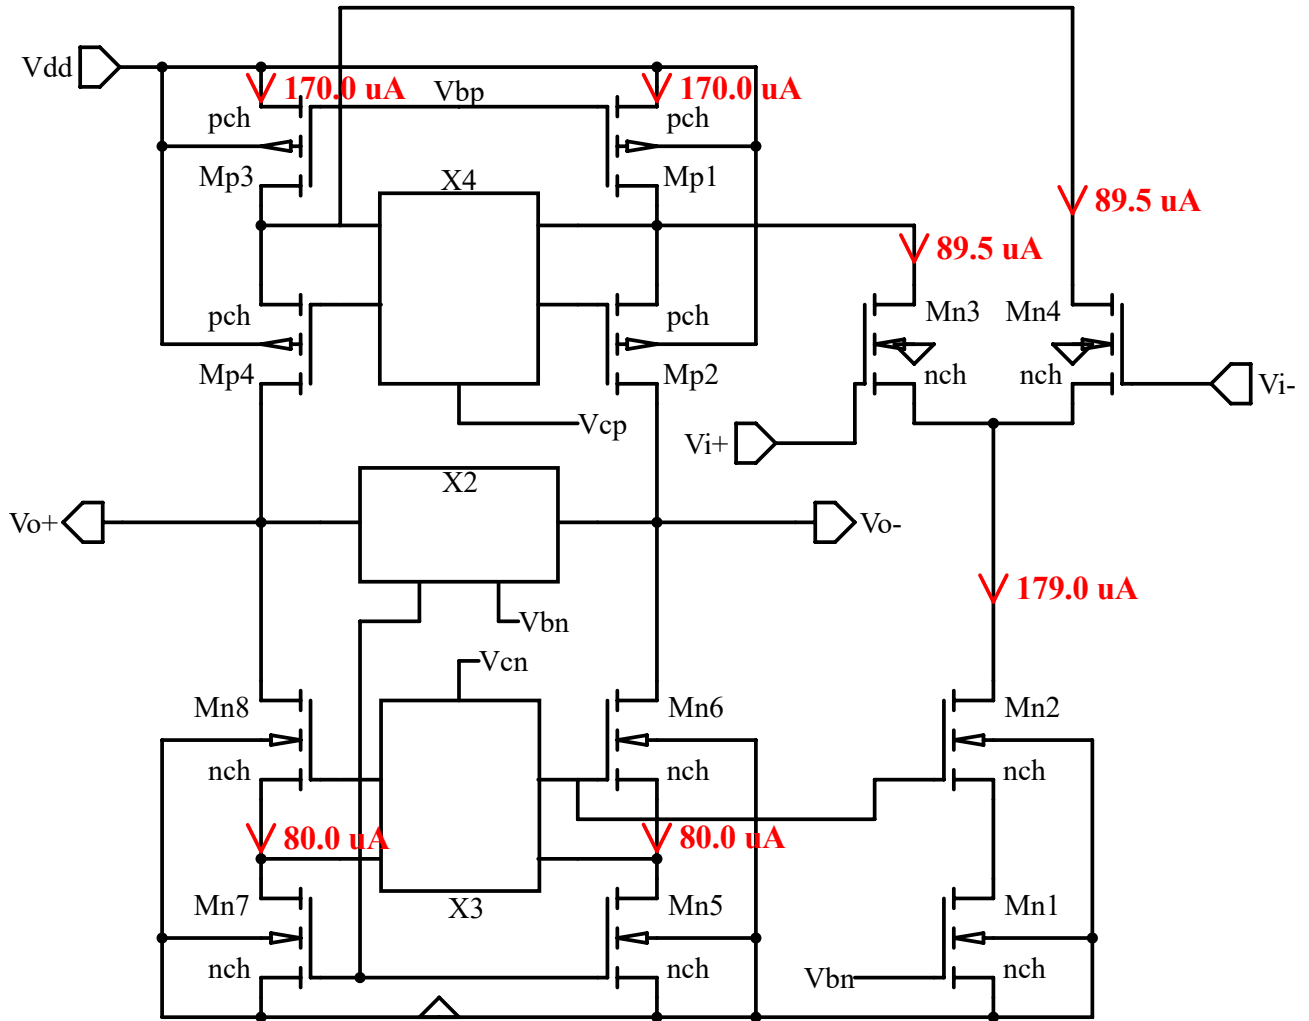 Vdd
170.0 uA
Vbp
170.0 uA
pch
pch
Mp3
X4
Mp1
89.5 uA
89.5 uA
pch
pch
Mn3
Mn4
Mp4
Mp2
nch
nch
Vi-
Vcp
Vi+
X2
Vo+
Vo-
179.0 uA
Vbn
Vcn
Mn8
Mn6
Mn2
nch
nch
nch
80.0 uA
80.0 uA
Mn7
X3
Mn5
Mn1
nch
nch
Vbn
nch